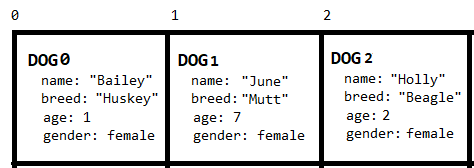 0 1 2
DOG0 DOG1 DOG2
name: "Bailey" name: "June" name: "Holly"
breed: "Huskey" breed:"Mutt" breed: "Beagle"
age: 1 age: 7 age: 2
gender: female gender: female gender: female